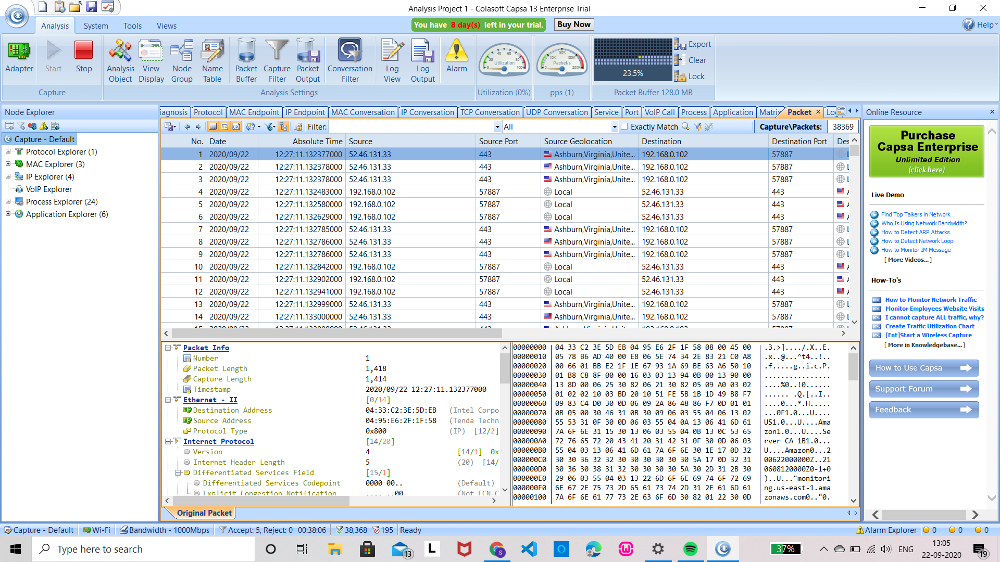 Analysis Project 1 - Colasoft Capsa 13 Enterprise Trial
Analysis System Tools Views
You have 8 day(s) left in your trial. Buy Now
Help
Adapter Start Stop
Analysis Object View Display Node Group Name Table Packet Buffer Capture Filter Packet Output Conversation Filter Log View Log Output Alarm
Utilization Packet/s
23.5%
Export
Clear
Lock
Capture Analysis Settings Utilization (0%) pps (1) Packet Buffer 128.0 MB
Node Explorer
Capture - Default
Protocol Explorer (1)
MAC Explorer (3)
IP Explorer (4)
VoIP Explorer
Process Explorer (24)
Application Explorer (6)
iagnosis Protocol MAC Endpoint IP Endpoint MAC Conversation IP Conversation TCP Conversation UDP Conversation Service Port VoIP Call Process Application Matrix Packet Lo
Filter: All Exactly Match Capture\Packets: 38369
No. Date Absolute Time Source Source Port Source Geolocation Destination Destination Port Des
1 2020/09/22 12:27:11.132377000 52.46.131.33 443 Ashburn,Virginia,Unite... 192.168.0.102 57887
2 2020/09/22 12:27:11.132378000 52.46.131.33 443 Ashburn,Virginia,Unite... 192.168.0.102 57887
3 2020/09/22 12:27:11.132378000 52.46.131.33 443 Ashburn,Virginia,Unite... 192.168.0.102 57887
4 2020/09/22 12:27:11.132483000 192.168.0.102 57887 Local 52.46.131.33 443
5 2020/09/22 12:27:11.132580000 192.168.0.102 57887 Local 52.46.131.33 443
6 2020/09/22 12:27:11.132629000 192.168.0.102 57887 Local 52.46.131.33 443
7 2020/09/22 12:27:11.132785000 52.46.131.33 443 Ashburn,Virginia,Unite... 192.168.0.102 57887
8 2020/09/22 12:27:11.132786000 52.46.131.33 443 Ashburn,Virginia,Unite... 192.168.0.102 57887
9 2020/09/22 12:27:11.132786000 52.46.131.33 443 Ashburn,Virginia,Unite... 192.168.0.102 57887
10 2020/09/22 12:27:11.132842000 192.168.0.102 57887 Local 52.46.131.33 443
11 2020/09/22 12:27:11.132902000 192.168.0.102 57887 Local 52.46.131.33 443
12 2020/09/22 12:27:11.132941000 192.168.0.102 57887 Local 52.46.131.33 443
13 2020/09/22 12:27:11.132999000 52.46.131.33 443 Ashburn,Virginia,Unite... 192.168.0.102 57887
14 2020/09/22 12:27:11.133000000 52.46.131.33 443 Ashburn,Virginia,Unite... 192.168.0.102 57887
Packet Info
Number 1
Packet Length 1,418
Capture Length 1,414
Timestamp 2020/09/22 12:27:11.132377000
Ethernet - II [0/14]
Destination Address 04:33:C2:3E:5D:EB (Intel Corpo
Source Address 04:95:E6:2F:1F:58 (Tenda Techn
Protocol Type 0x800 (IP) [12/2]
Internet Protocol [14/20]
Version 4 [14/1] 0x
Internet Header Length 5 (20) [14/
Differentiated Services Field [15/1]
Differentiated Services Codepoint 0000 00.. (Default)
Explicit Congestion Notification .... ..00 (Not ECN-C
00000000 04 33 C2 3E 5D EB 04 95 E6 2F 1F 58 08 00 45 00 .3.>]..../.X..E.
00000010 05 78 B6 AD 40 00 E8 06 5E 74 34 2E 83 21 C0 A8 .x..@...^t4..!..
00000020 00 66 01 BB E2 1F 1E 67 93 1A 69 BE 63 A6 50 10 .f.....g..i.c.P.
00000030 01 B8 C8 8F 00 00 16 03 03 13 94 0B 00 13 90 00 ................
00000040 13 8D 00 06 25 30 82 06 21 30 82 05 09 A0 03 02 ....%0..!0......
00000050 01 02 02 10 03 BD 20 10 51 FE 5B 1B 1D 49 B8 F7 ...... .Q.[..I..
00000060 09 83 C4 D0 30 0D 06 09 2A 86 48 86 F7 0D 01 01 ....0...*.H.....
00000070 0B 05 00 30 46 31 0B 30 09 06 03 55 04 06 13 02 ...0F1.0...U....
00000080 55 53 31 0F 30 0D 06 03 55 04 0A 13 06 41 6D 61 US1.0...U....Ama
00000090 7A 6F 6E 31 15 30 13 06 03 55 04 0B 13 0C 53 65 zon1.0...U....Se
000000A0 72 76 65 72 20 43 41 20 31 42 31 0F 30 0D 06 03 rver CA 1B1.0...
000000B0 55 04 03 13 06 41 6D 61 7A 6F 6E 30 1E 17 0D 32 U....Amazon0...2
000000C0 30 30 36 32 32 30 30 30 30 30 30 5A 17 0D 32 31 00622000000Z..21
000000D0 30 36 30 38 31 32 30 30 30 30 5A 30 2D 31 2B 30 0608120000Z0-1+0
000000E0 29 06 03 55 04 03 13 22 6D 6F 6E 69 74 6F 72 69 )..U..."monitori
000000F0 6E 67 2E 75 73 2D 65 61 73 74 2D 31 2E 61 6D 61 ng.us-east-1.ama
00000100 7A 6F 6E 61 77 73 2E 63 6F 6D 30 82 01 22 30 0D zonaws.com0.."0.
Original Packet
Online Resource
Purchase
Capsa Enterprise
Unlimited Edition
(click here)
Live Demo
Find Top Talkers in Network
Who Is Using Network Bandwidth?
How to Detect ARP Attacks
How to Detect Network Loop
How to Monitor IM Message
[ More Videos... ]
How-To's
How to Monitor Network Traffic
Monitor Employees Website Visits
I cannot capture ALL traffic, why?
Create Traffic Utilization Chart
[Ent]Start a Wireless Capture
[ More in Knowledgebase... ]
How to Use Capsa
Support Forum
Feedback
Capture - Default Wi-Fi Bandwidth - 1000Mbps Accept: 5, Reject: 0 00:38:06 38,368 195 Ready Alarm Explorer 0 0 0
Type here to search 13 L 37% ENG 13:05
22-09-2020 19